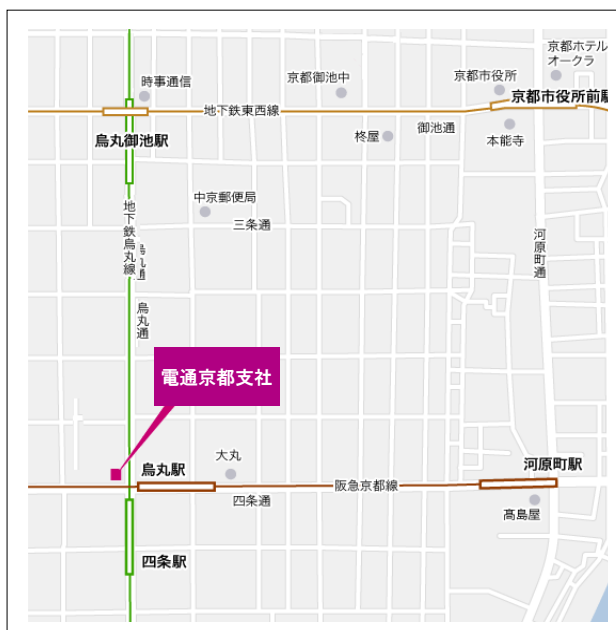 京都ホテル
オークラ
時事通信
京都御池中
京都市役所
地下鉄東西線
京都市役所前駅
烏丸御池駅
柊屋
御池通
本能寺
中京郵便局
地下鉄烏丸線
三条通
河原町通
烏丸通
烏丸通
電通京都支社
烏丸駅
大丸
河原町駅
四条通
阪急京都線
髙島屋
四条駅